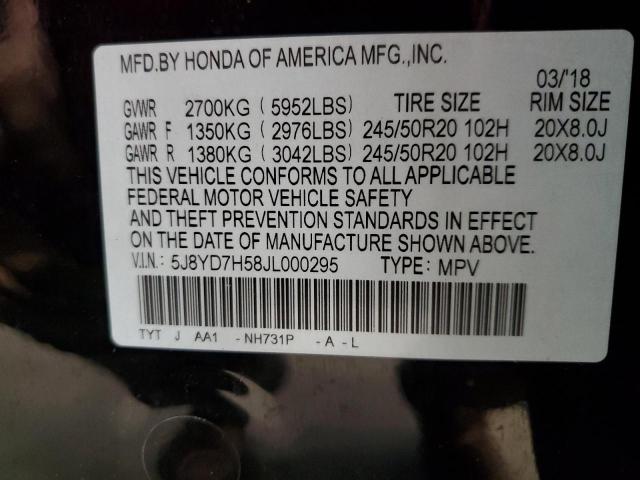 MFD.BY HONDA OF AMERICA MFG.,INC.
03/'18
GVWR 2700KG ( 5952LBS) TIRE SIZE RIM SIZE
GAWR F 1350KG ( 2976LBS) 245/50R20 102H 20X8.0J
GAWR R 1380KG ( 3042LBS) 245/50R20 102H 20X8.0J
THIS VEHICLE CONFORMS TO ALL APPLICABLE
FEDERAL MOTOR VEHICLE SAFETY
AND THEFT PREVENTION STANDARDS IN EFFECT
ON THE DATE OF MANUFACTURE SHOWN ABOVE.
V.I.N.: 5J8YD7H58JL000295 TYPE: MPV
TYT J AA1 - NH731P - A - L